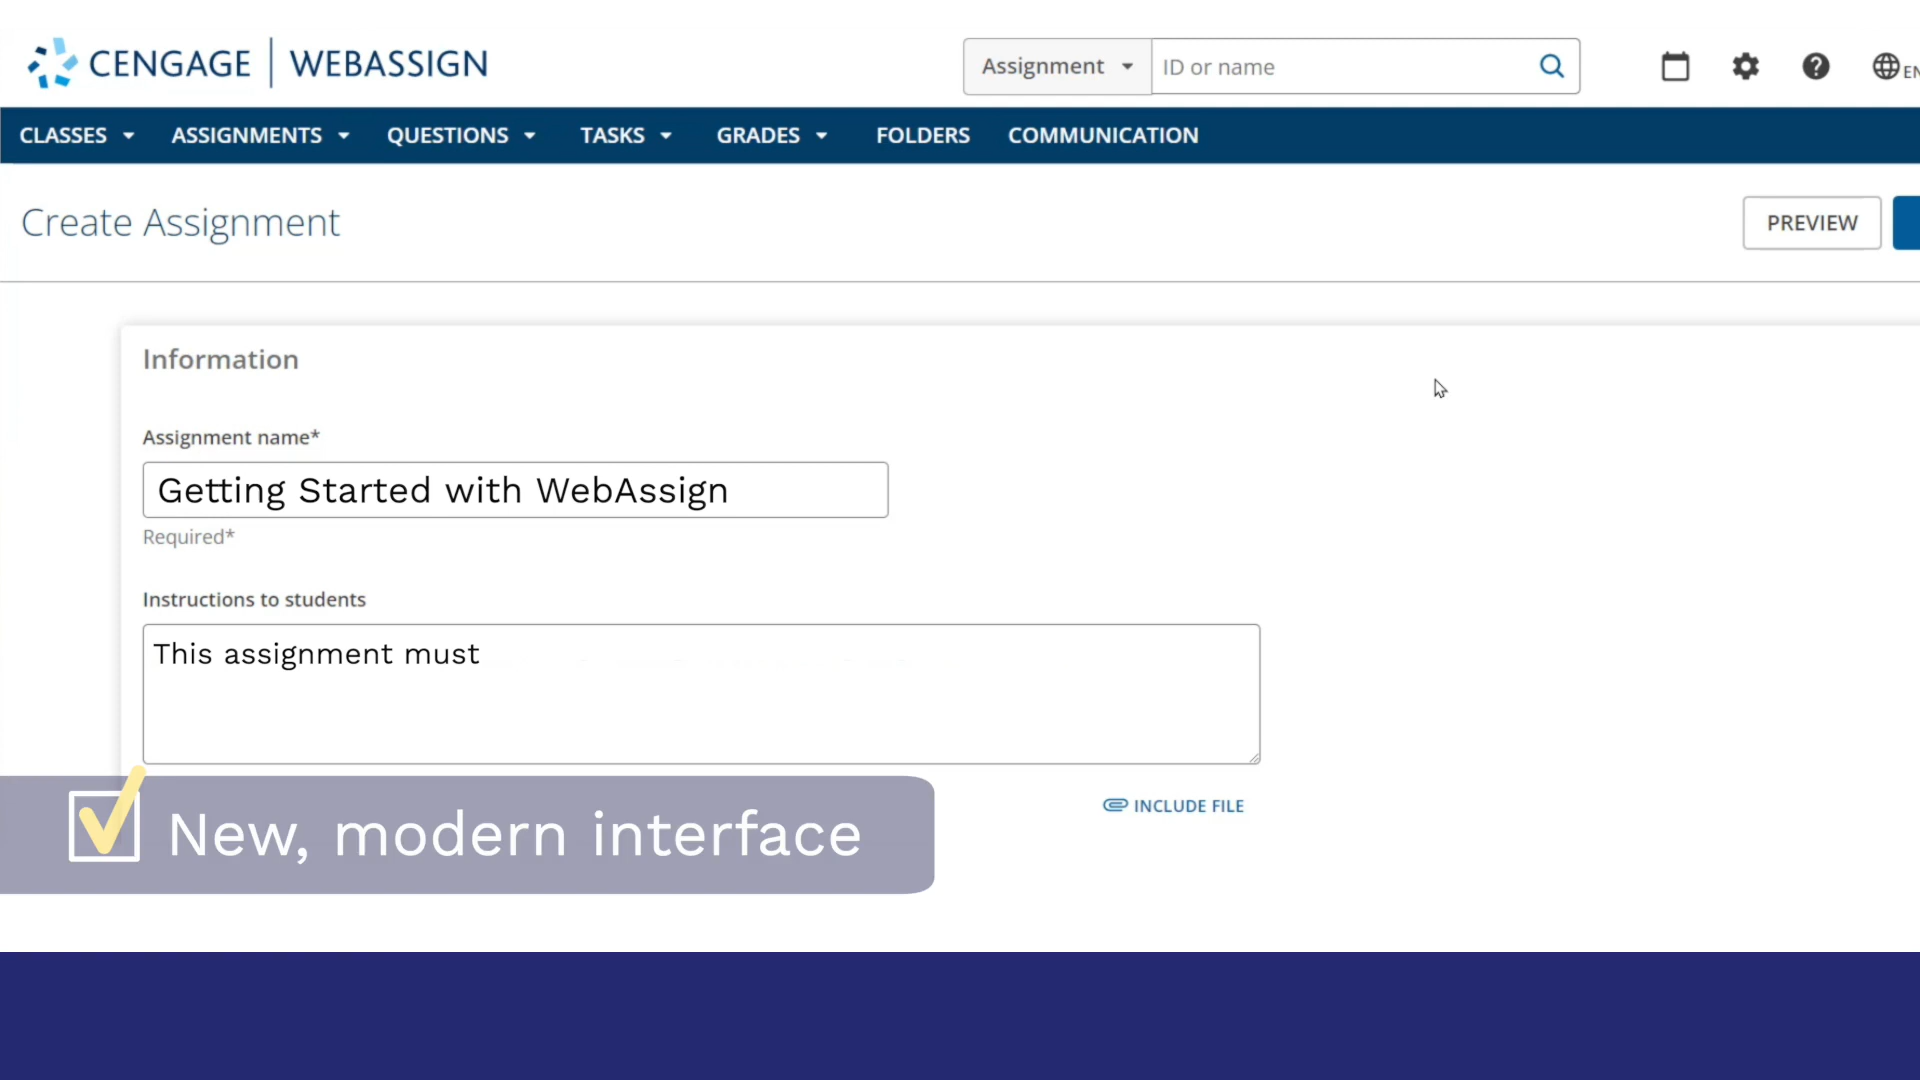 CENGAGE | WEBASSIGN
Assignment
ID or name
EN
CLASSES
ASSIGNMENTS
QUESTIONS
TASKS
GRADES
FOLDERS
COMMUNICATION
Create Assignment
PREVIEW
Information
Assignment name*
Getting Started with WebAssign
Required*
Instructions to students
This assignment must
INCLUDE FILE
New, modern interface